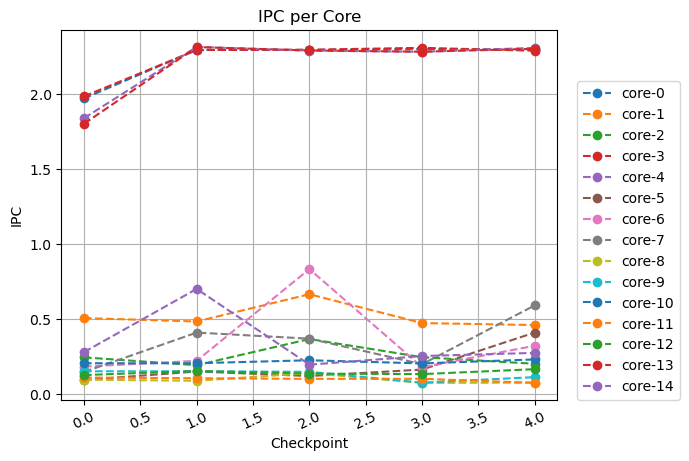 IPC per Core
IPC
2.0
1.5
1.0
0.5
0.0
0.0
0.5
1.0
1.5
2.0
2.5
3.0
3.5
4.0
Checkpoint
core-0
core-1
core-2
core-3
core-4
core-5
core-6
core-7
core-8
core-9
core-10
core-11
core-12
core-13
core-14